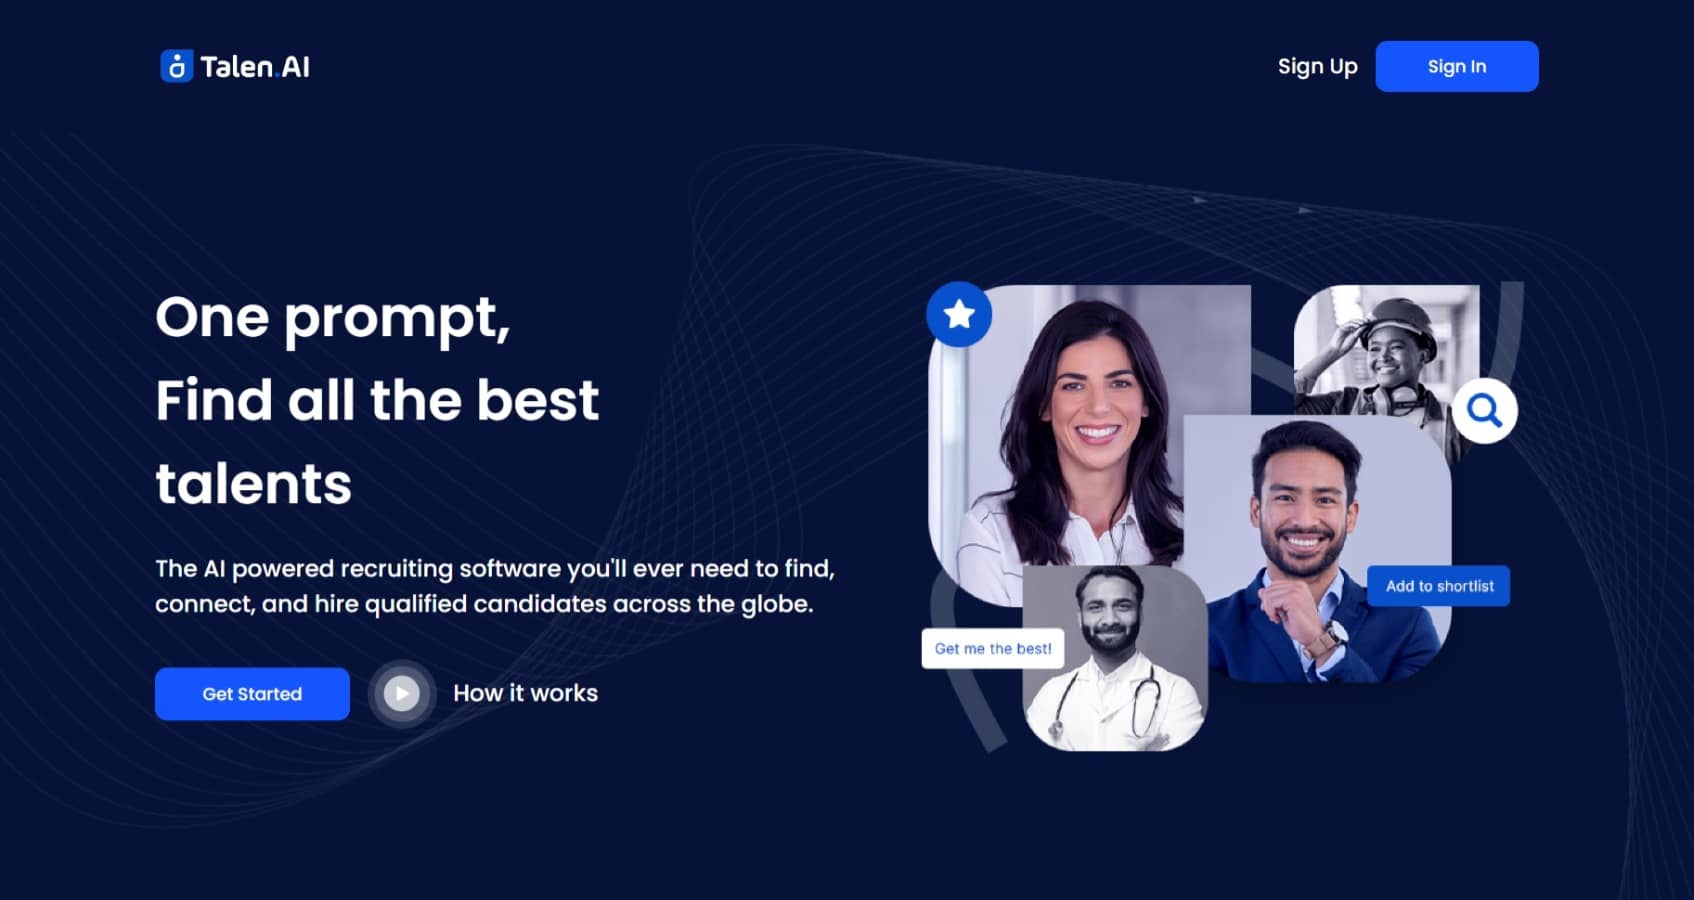 Talen.AI
Sign Up
Sign In
One prompt,
Find all the best
talents
The AI powered recruiting software you'll ever need to find,
connect, and hire qualified candidates across the globe.
Get Started
How it works
Add to shortlist
Get me the best!